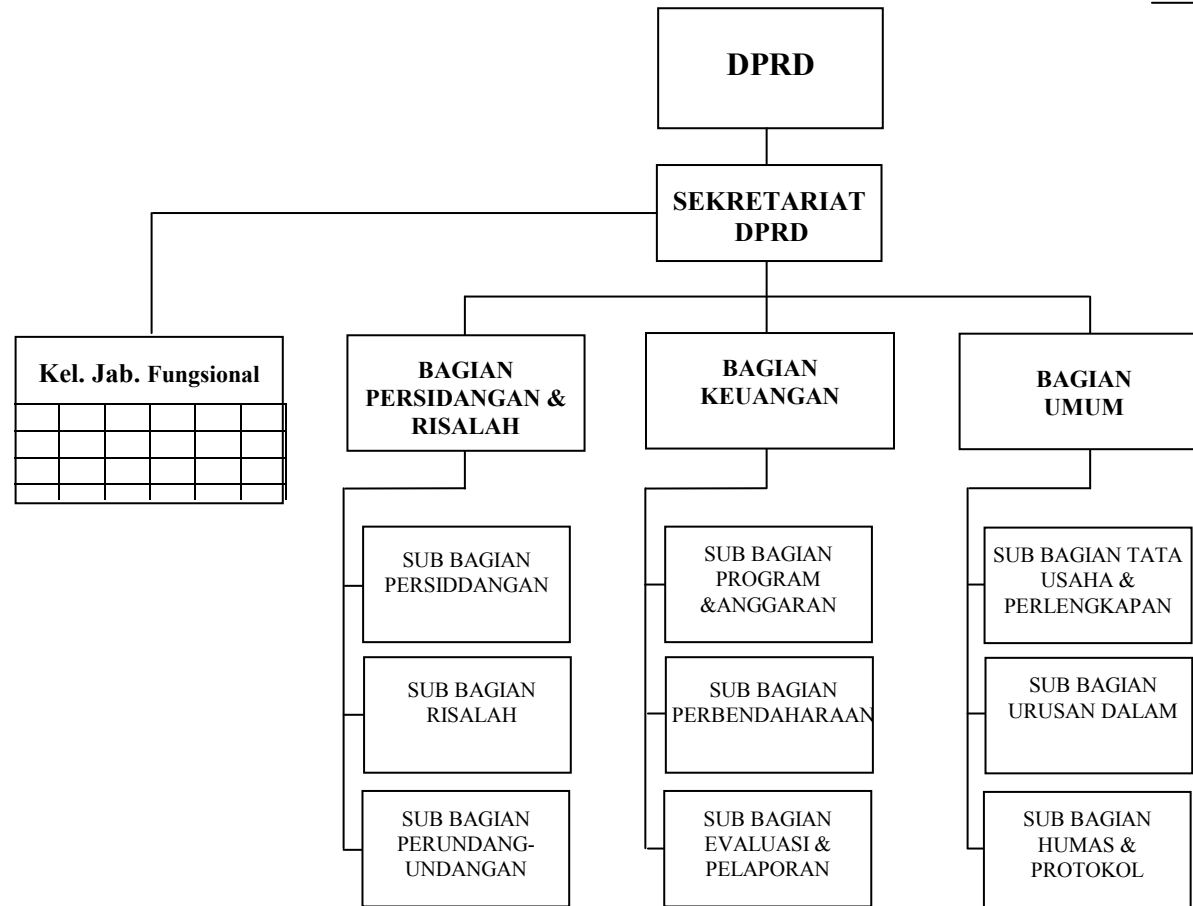 DPRD
SEKRETARIAT
DPRD
Kel. Jab. Fungsional
BAGIAN
PERSIDANGAN &
RISALAH
BAGIAN
KEUANGAN
BAGIAN
UMUM
SUB BAGIAN
PERSIDDANGAN
SUB BAGIAN
PROGRAM
&ANGGARAN
SUB BAGIAN TATA
USAHA &
PERLENGKAPAN
SUB BAGIAN
RISALAH
SUB BAGIAN
PERBENDAHARAAN
SUB BAGIAN
URUSAN DALAM
SUB BAGIAN
PERUNDANG-
UNDANGAN
SUB BAGIAN
EVALUASI &
PELAPORAN
SUB BAGIAN
HUMAS &
PROTOKOL